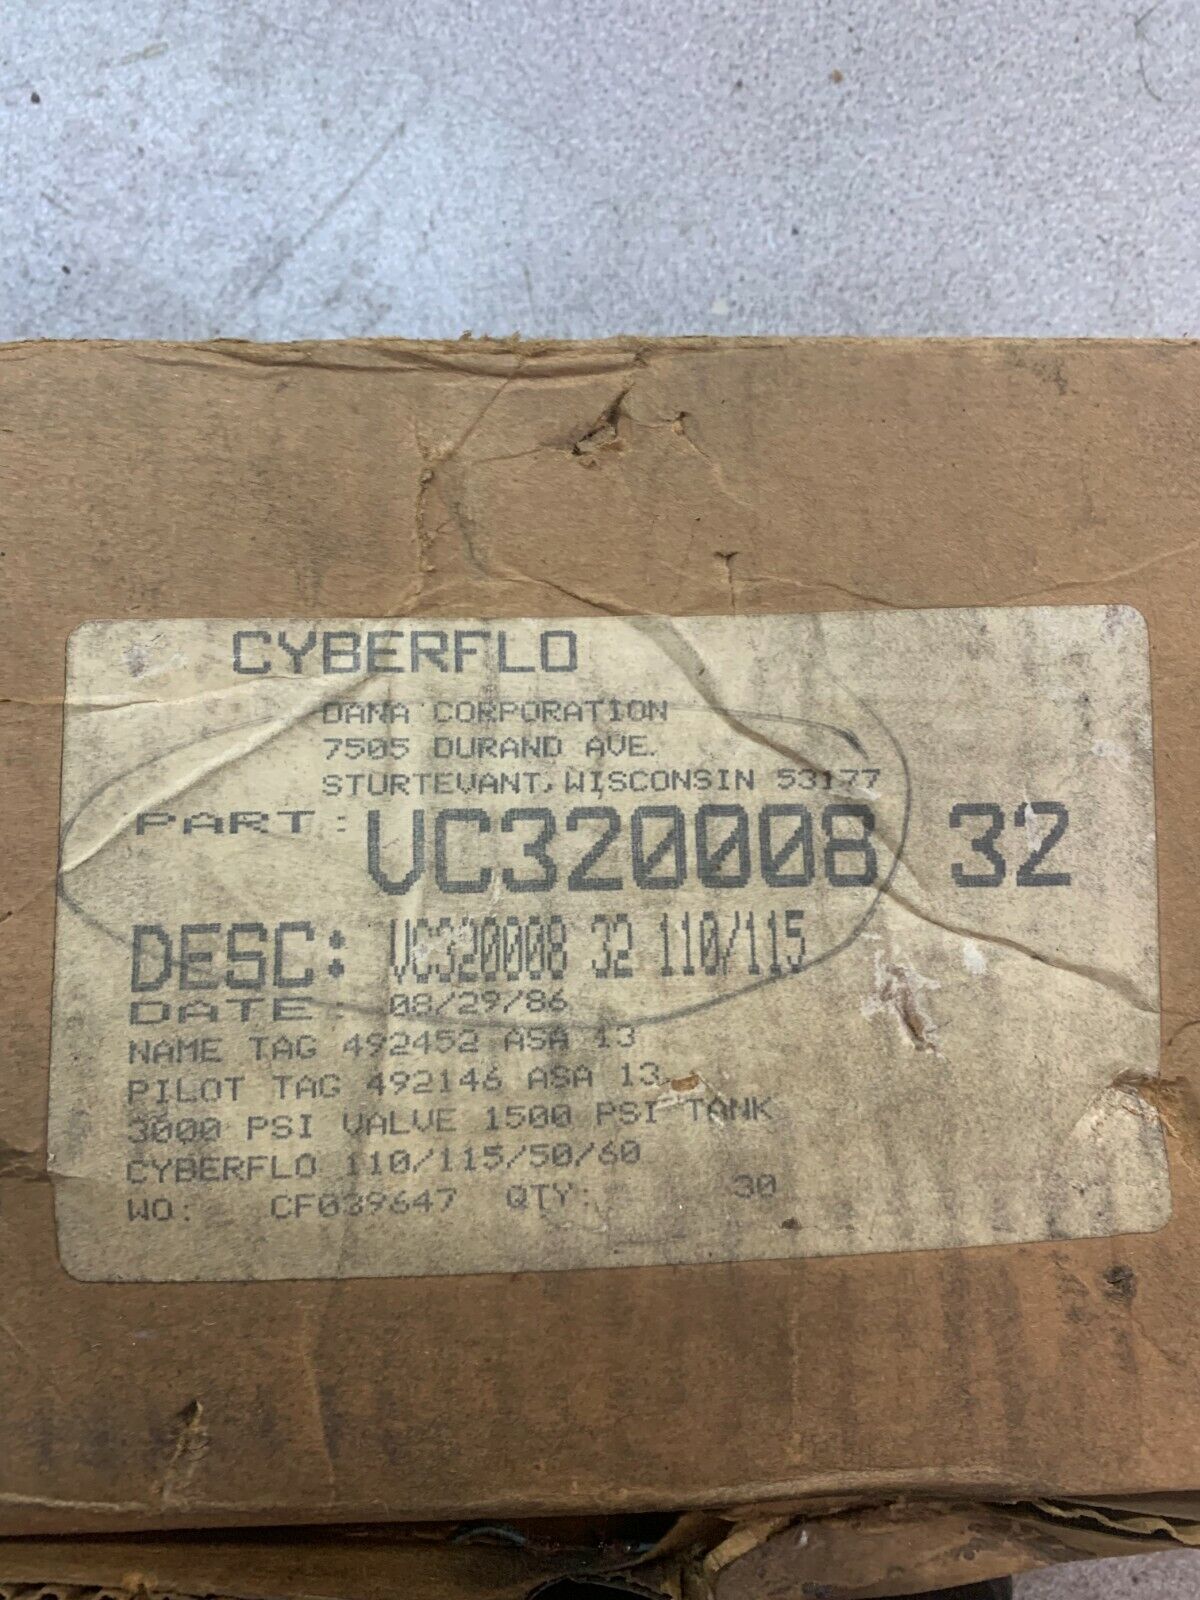 CYBERFLO
DANA CORPORATION
7505 DURAND AVE.
STURTEVANT, WISCONSIN 53177
PART: VC320008 32
DESC: VC320008 32 110/115
DATE: 08/29/86
NAME TAG 492452 ASA 13
PILOT TAG 492146 ASA 13
3000 PSI VALVE 1500 PSI TANK
CYBERFLO 110/115/50/60
WO: CF039647 QTY: 30